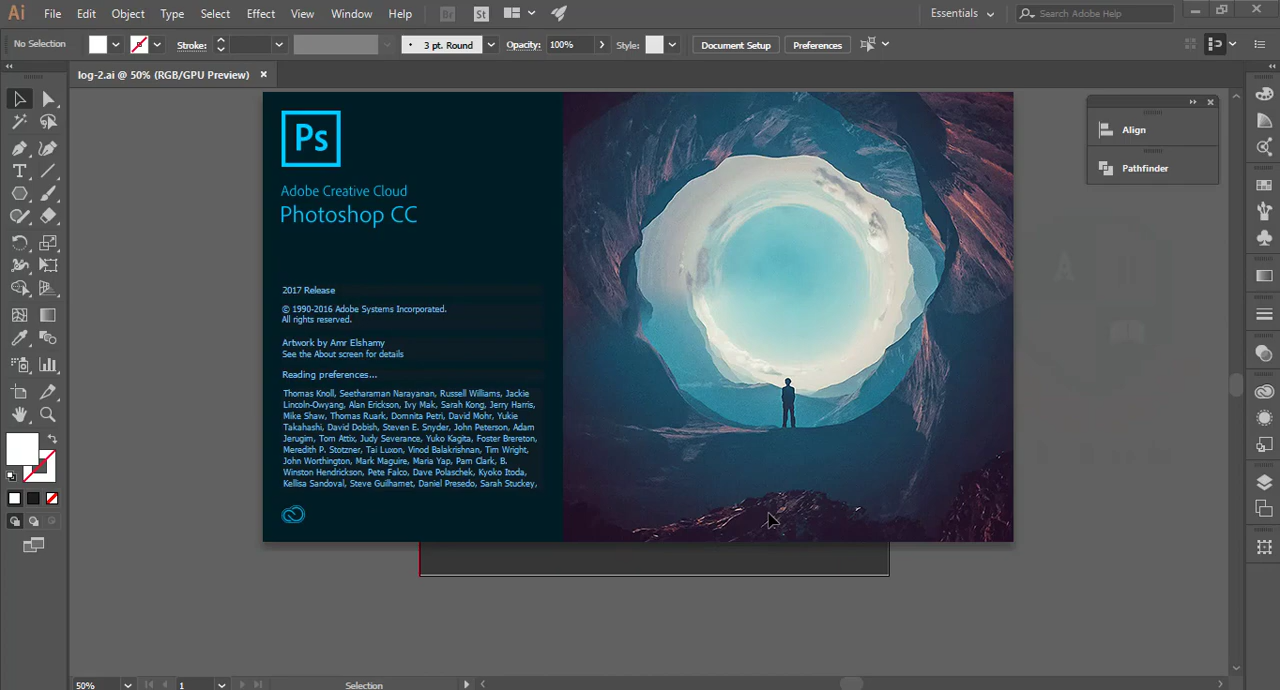 Ai File Edit Object Type Select Effect View Window Help Br St Essentials Search Adobe Help
No Selection Stroke: 3 pt. Round Opacity: 100% Style: Document Setup Preferences
log-2.ai @ 50% (RGB/GPU Preview)
Ps
Adobe Creative Cloud
Photoshop CC
2017 Release
© 1990-2016 Adobe Systems Incorporated.
All rights reserved.
Artwork by Amr Elshamy
See the About screen for details
Reading preferences...
Thomas Knoll, Seetharaman Narayanan, Russell Williams, Jackie
Lincoln-Owyang, Alan Erickson, Ivy Mak, Sarah Kong, Jerry Harris,
Mike Shaw, Thomas Ruark, Domnita Petri, David Mohr, Yukie
Takahashi, David Dobish, Steven E. Snyder, John Peterson, Adam
Jerugim, Tom Attix, Judy Severance, Yuko Kagita, Foster Brereton,
Meredith P. Stotzner, Tai Luxon, Vinod Balakrishnan, Tim Wright,
John Worthington, Mark Maguire, Maria Yap, Pam Clark, B.
Winston Hendrickson, Pete Falco, Dave Polaschek, Kyoko Itoda,
Kellisa Sandoval, Steve Guilhamet, Daniel Presedo, Sarah Stuckey,
Align
Pathfinder
50% 1 Selection